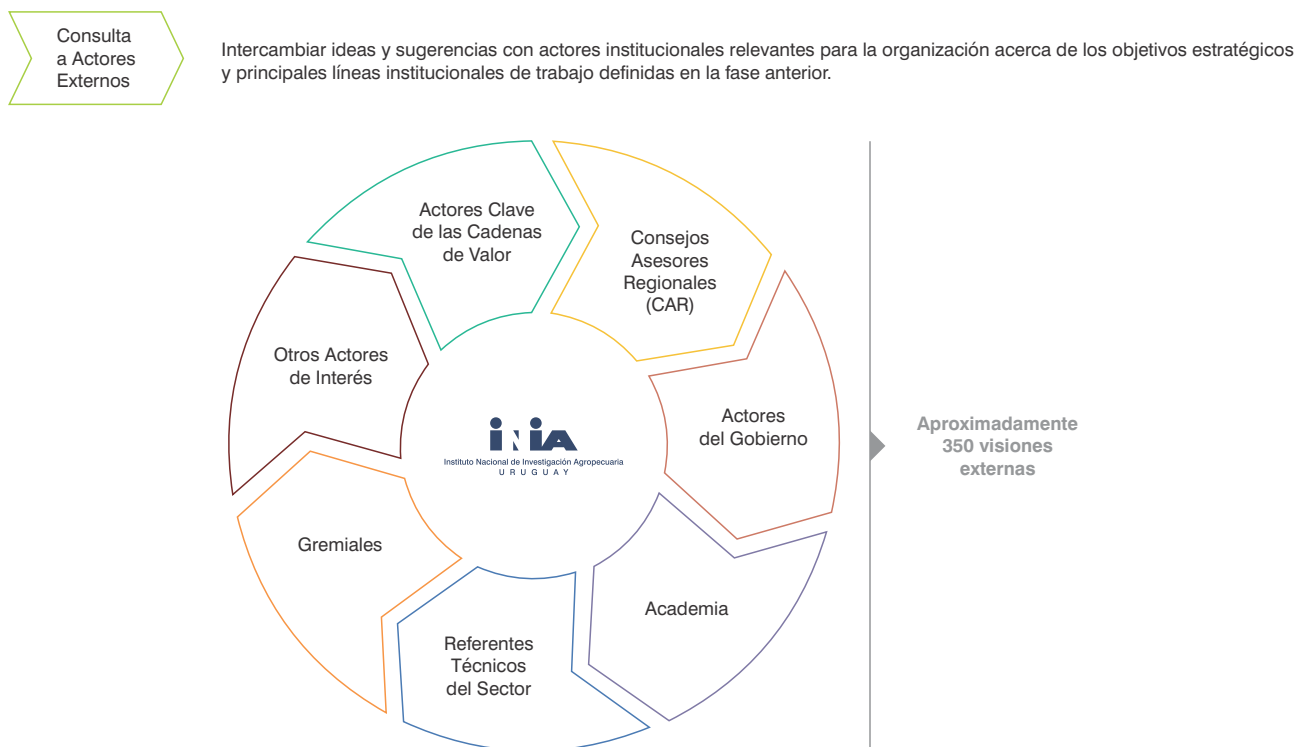 Consulta
a Actores
Externos
Intercambiar ideas y sugerencias con actores institucionales relevantes para la organización acerca de los objetivos estratégicos
y principales líneas institucionales de trabajo definidas en la fase anterior.
Actores Clave
de las Cadenas
de Valor
Consejos
Asesores
Regionales
(CAR)
Otros Actores
de Interés
Actores
del Gobierno
INIA
Instituto Nacional de Investigación Agropecuaria
URUGUAY
Aproximadamente
350 visiones
externas
Gremiales
Academia
Referentes
Técnicos
del Sector